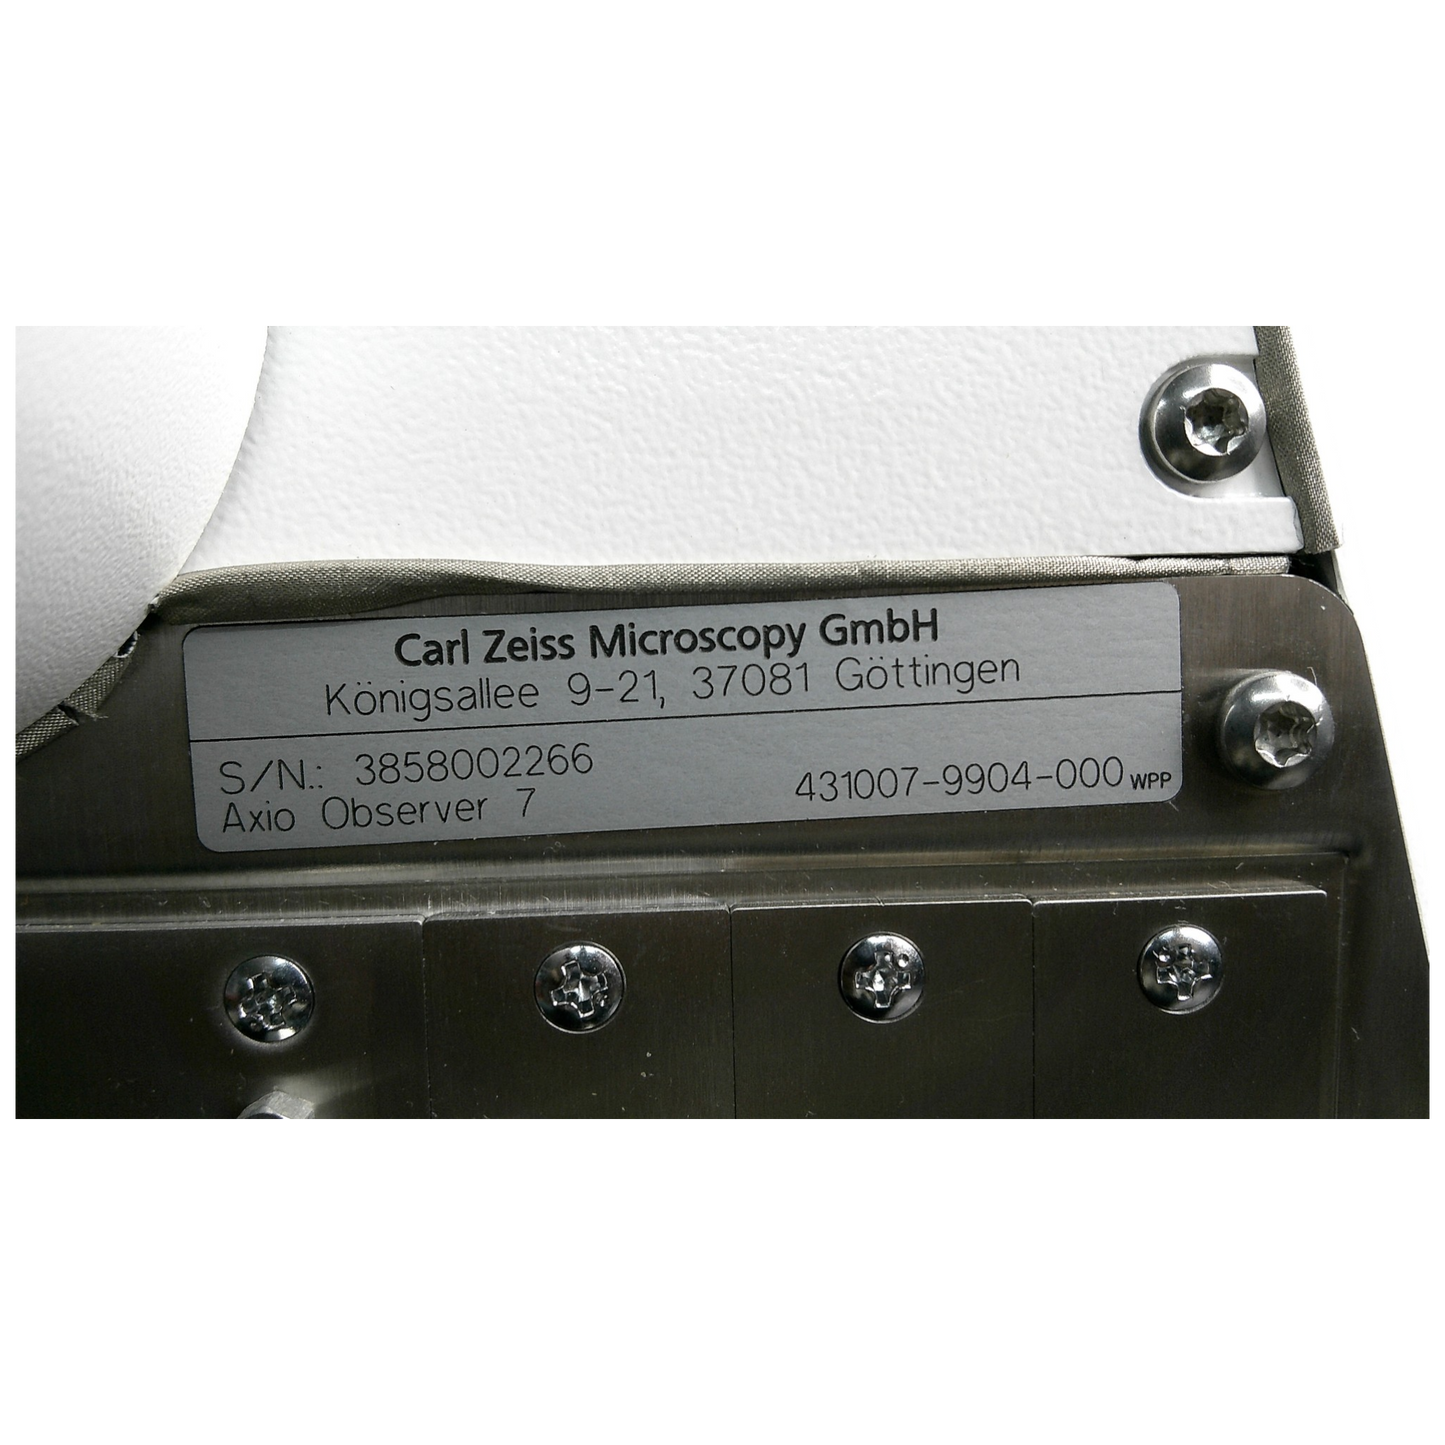 Carl Zeiss Microscopy GmbH
Königsallee 9-21, 37081 Göttingen
S/N.: 3858002266
Axio Observer 7
431007-9904-000 WPP